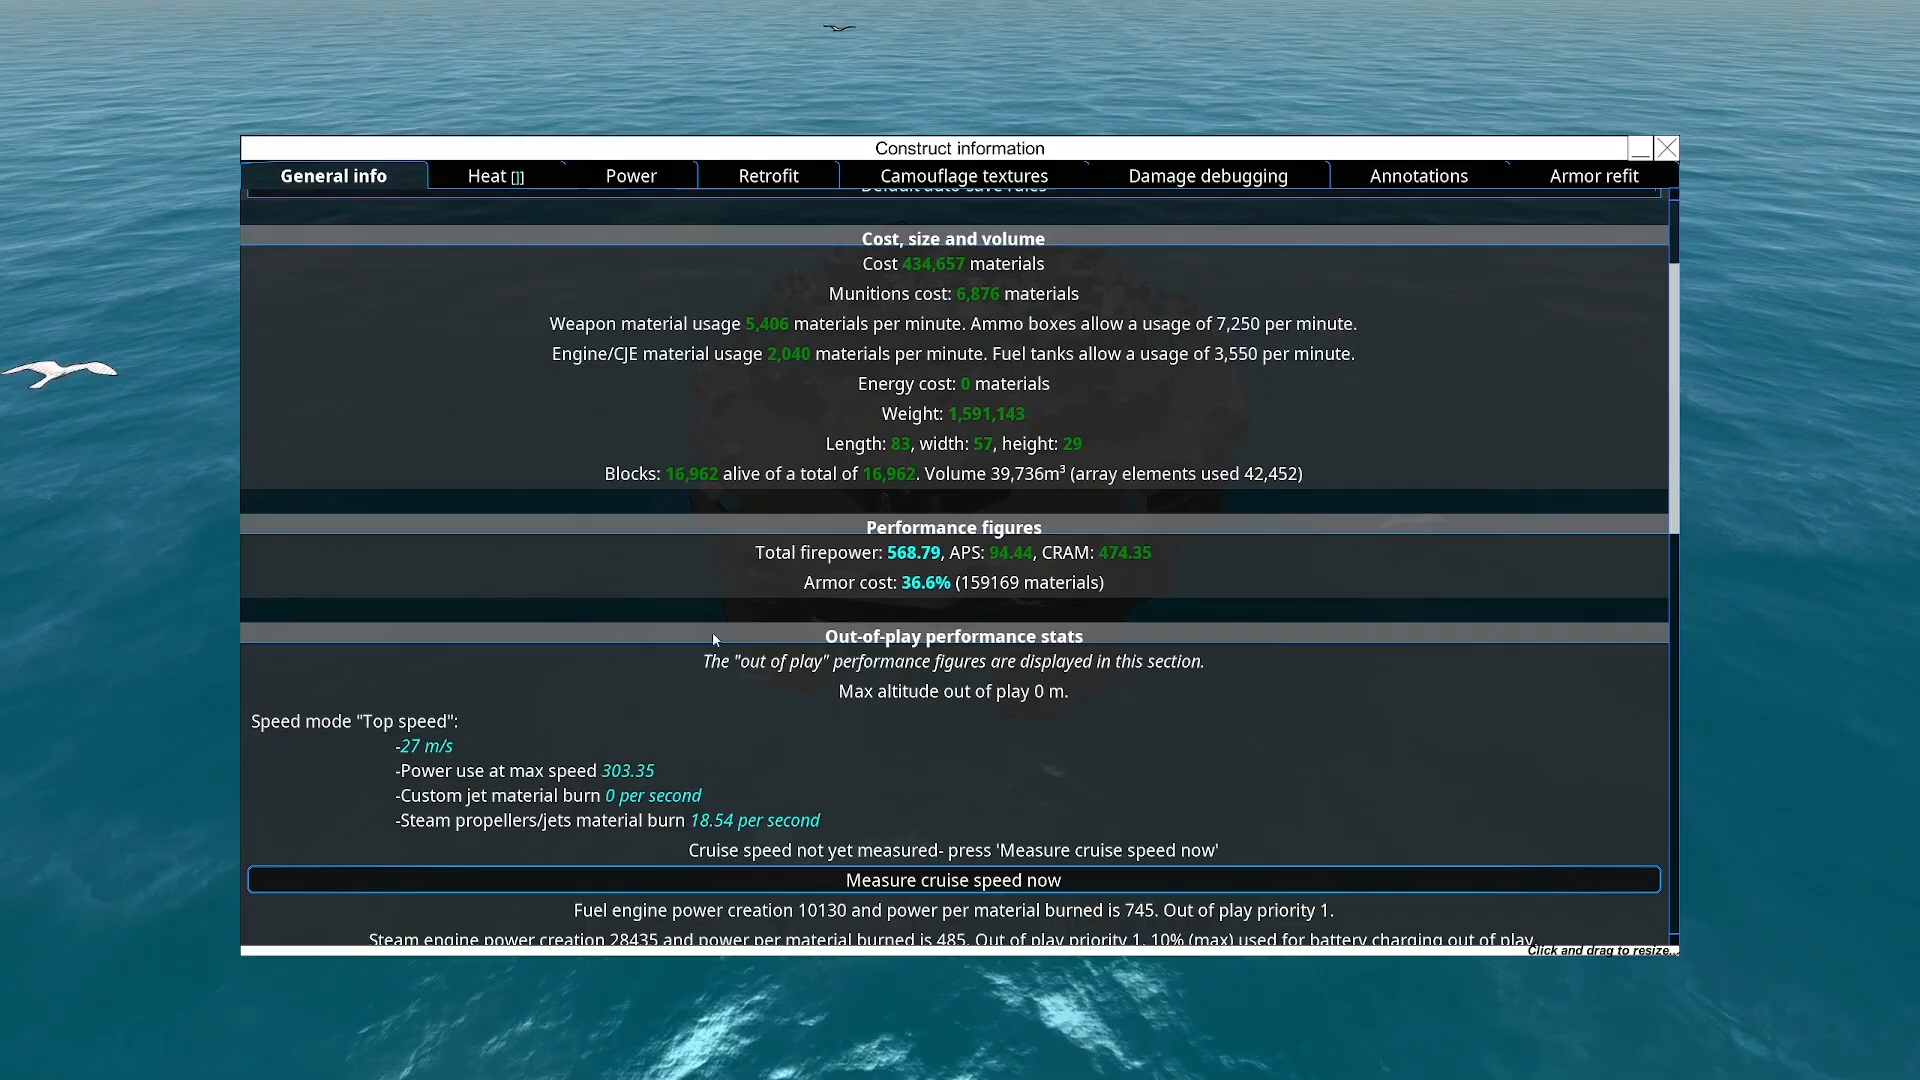 Construct information
General info Heat [] Power Retrofit Camouflage textures Damage debugging Annotations Armor refit
Default auto-save rules
Cost, size and volume
Cost 434,657 materials
Munitions cost: 6,876 materials
Weapon material usage 5,406 materials per minute. Ammo boxes allow a usage of 7,250 per minute.
Engine/CJE material usage 2,040 materials per minute. Fuel tanks allow a usage of 3,550 per minute.
Energy cost: 0 materials
Weight: 1,591,143
Length: 83, width: 57, height: 29
Blocks: 16,962 alive of a total of 16,962. Volume 39,736m³ (array elements used 42,452)
Performance figures
Total firepower: 568.79, APS: 94.44, CRAM: 474.35
Armor cost: 36.6% (159169 materials)
Out-of-play performance stats
The "out of play" performance figures are displayed in this section.
Max altitude out of play 0 m.
Speed mode "Top speed":
-27 m/s
-Power use at max speed 303.35
-Custom jet material burn 0 per second
-Steam propellers/jets material burn 18.54 per second
Cruise speed not yet measured- press 'Measure cruise speed now'
Measure cruise speed now
Fuel engine power creation 10130 and power per material burned is 745. Out of play priority 1.
Steam engine power creation 28435 and power per material burned is 485. Out of play priority 1. 10% (max) used for battery charging out of play.
Click and drag to resize...